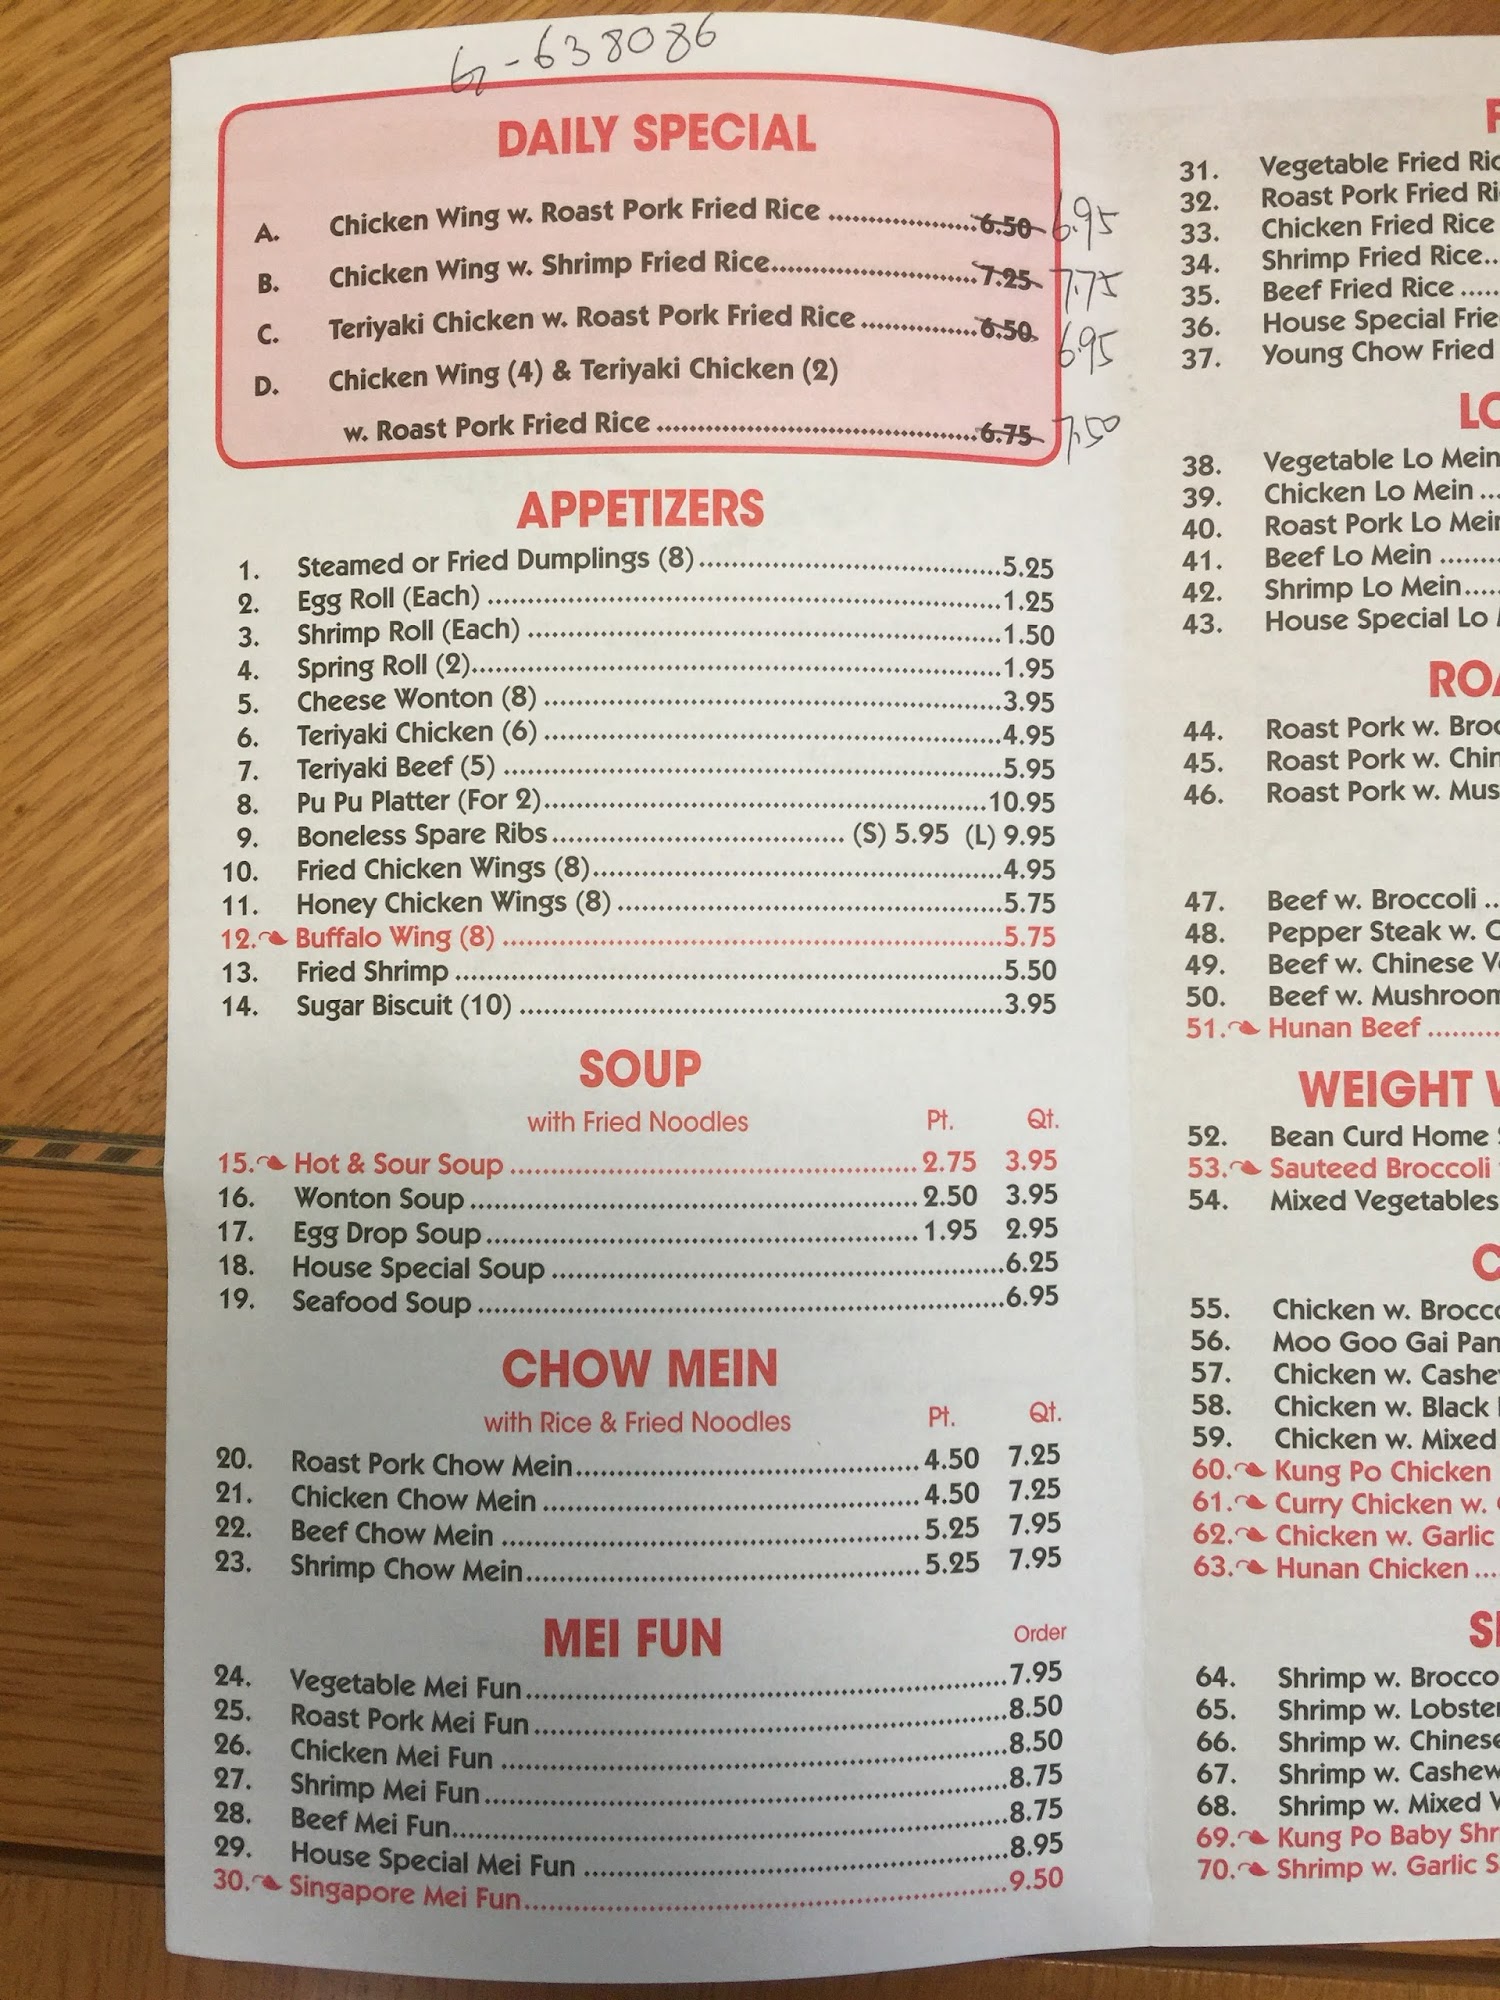 DAILY SPECIAL
A. Chicken Wing w. Roast Pork Fried Rice 6.50 6.95
B. Chicken Wing w. Shrimp Fried Rice 7.25 7.75
C. Teriyaki Chicken w. Roast Pork Fried Rice 6.50 6.95
D. Chicken Wing (4) & Teriyaki Chicken (2)
w. Roast Pork Fried Rice 6.75 7.50
APPETIZERS
1. Steamed or Fried Dumplings (8) 5.25
2. Egg Roll (Each) 1.25
3. Shrimp Roll (Each) 1.50
4. Spring Roll (2) 1.95
5. Cheese Wonton (8) 3.95
6. Teriyaki Chicken (6) 4.95
7. Teriyaki Beef (5) 5.95
8. Pu Pu Platter (For 2) 10.95
9. Boneless Spare Ribs (S) 5.95 (L) 9.95
10. Fried Chicken Wings (8) 4.95
11. Honey Chicken Wings (8) 5.75
12. Buffalo Wing (8) 5.75
13. Fried Shrimp 5.50
14. Sugar Biscuit (10) 3.95
SOUP
with Fried Noodles Pt. Qt.
15. Hot & Sour Soup 2.75 3.95
16. Wonton Soup 2.50 3.95
17. Egg Drop Soup 1.95 2.95
18. House Special Soup 6.25
19. Seafood Soup 6.95
CHOW MEIN
with Rice & Fried Noodles Pt. Qt.
20. Roast Pork Chow Mein 4.50 7.25
21. Chicken Chow Mein 4.50 7.25
22. Beef Chow Mein 5.25 7.95
23. Shrimp Chow Mein 5.25 7.95
MEI FUN
Order
24. Vegetable Mei Fun 7.95
25. Roast Pork Mei Fun 8.50
26. Chicken Mei Fun 8.50
27. Shrimp Mei Fun 8.75
28. Beef Mei Fun 8.75
29. House Special Mei Fun 8.95
30. Singapore Mei Fun 9.50
31. Vegetable Fried
32. Roast Pork Fried
33. Chicken Fried Rice
34. Shrimp Fried Rice
35. Beef Fried Rice
36. House Special
37. Young Chow Fried
38. Vegetable Lo Mein
39. Chicken Lo Mein
40. Roast Pork Lo
41. Beef Lo Mein
42. Shrimp Lo Mein
43. House Special Lo
44. Roast Pork w.
45. Roast Pork w.
46. Roast Pork w.
47. Beef w. Broccoli
48. Pepper Steak w.
49. Beef w. Chinese
50. Beef w.
51. Hunan Beef
WEIGHT
52. Bean Curd Home
53. Sauteed Broccoli
54. Mixed Vegetables
55. Chicken w.
56. Moo Goo Gai Pan
57. Chicken w.
58. Chicken w. Black
59. Chicken w. Mixed
60. Kung Po Chicken
61. Curry Chicken w.
62. Chicken w. Garlic
63. Hunan Chicken
64. Shrimp w.
65. Shrimp w.
66. Shrimp w.
67. Shrimp w.
68. Shrimp w. Mixed
69. Kung Po Baby
70. Shrimp w. Garlic